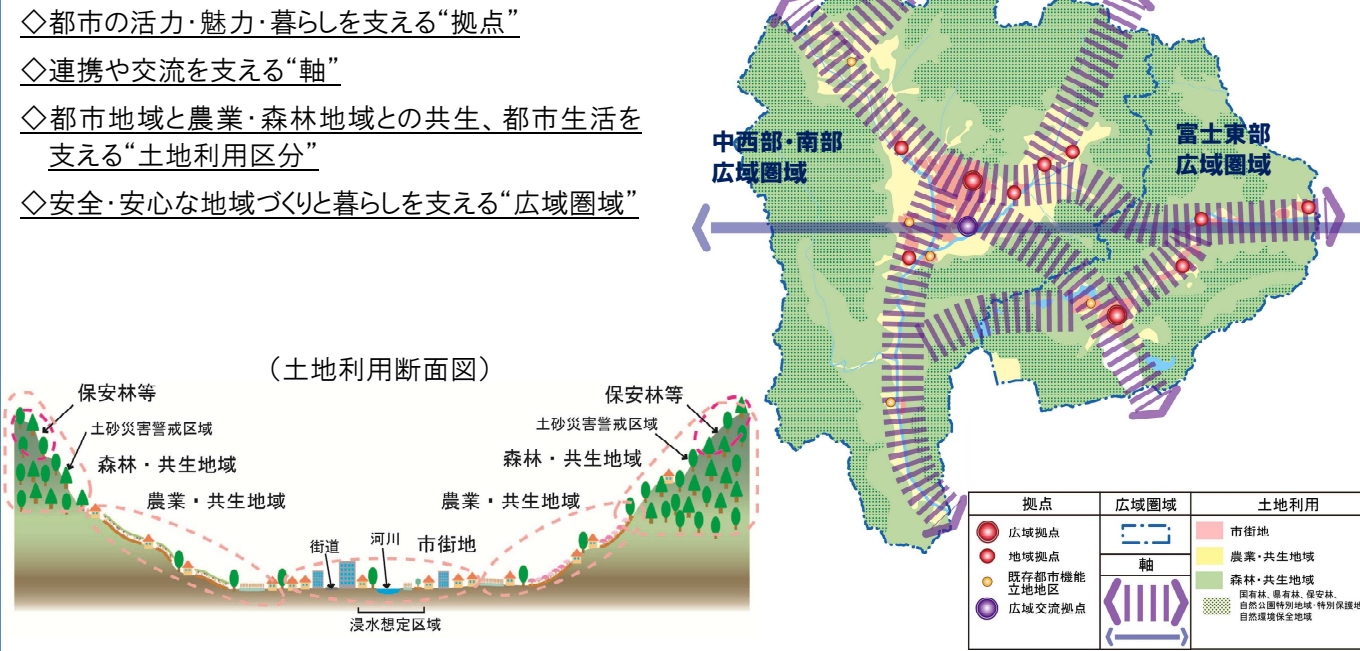 ◇都市の活力・魅力・暮らしを支える“拠点”
◇連携や交流を支える“軸”
◇都市地域と農業・森林地域との共生、都市生活を
支える“土地利用区分”
◇安全・安心な地域づくりと暮らしを支える“広域圏域”
中西部・南部
広域圏域
富士東部
広域圏域
（土地利用断面図）
保安林等
土砂災害警戒区域
森林・共生地域
農業・共生地域
街道
河川
市街地
浸水想定区域
保安林等
土砂災害警戒区域
森林・共生地域
農業・共生地域
拠点
広域拠点
地域拠点
既存都市機能
立地地区
広域交流拠点
広域圏域
軸
土地利用
市街地
農業・共生地域
森林・共生地域
国有林、県有林、保安林、
自然公園特別地域・特別保護地
自然環境保全地域